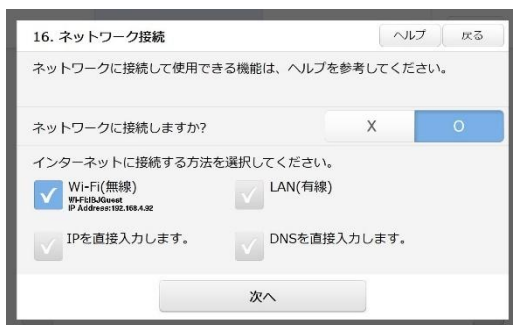 16. ネットワーク接続
ヘルプ
戻る
ネットワークに接続して使用できる機能は、ヘルプを参考してください。
ネットワークに接続しますか?
X
O
インターネットに接続する方法を選択してください。
Wi-Fi(無線)
LAN(有線)
Wi-Fi:IBJGuest
IP Address:192.168.4.92
IPを直接入力します。
DNSを直接入力します。
次へ